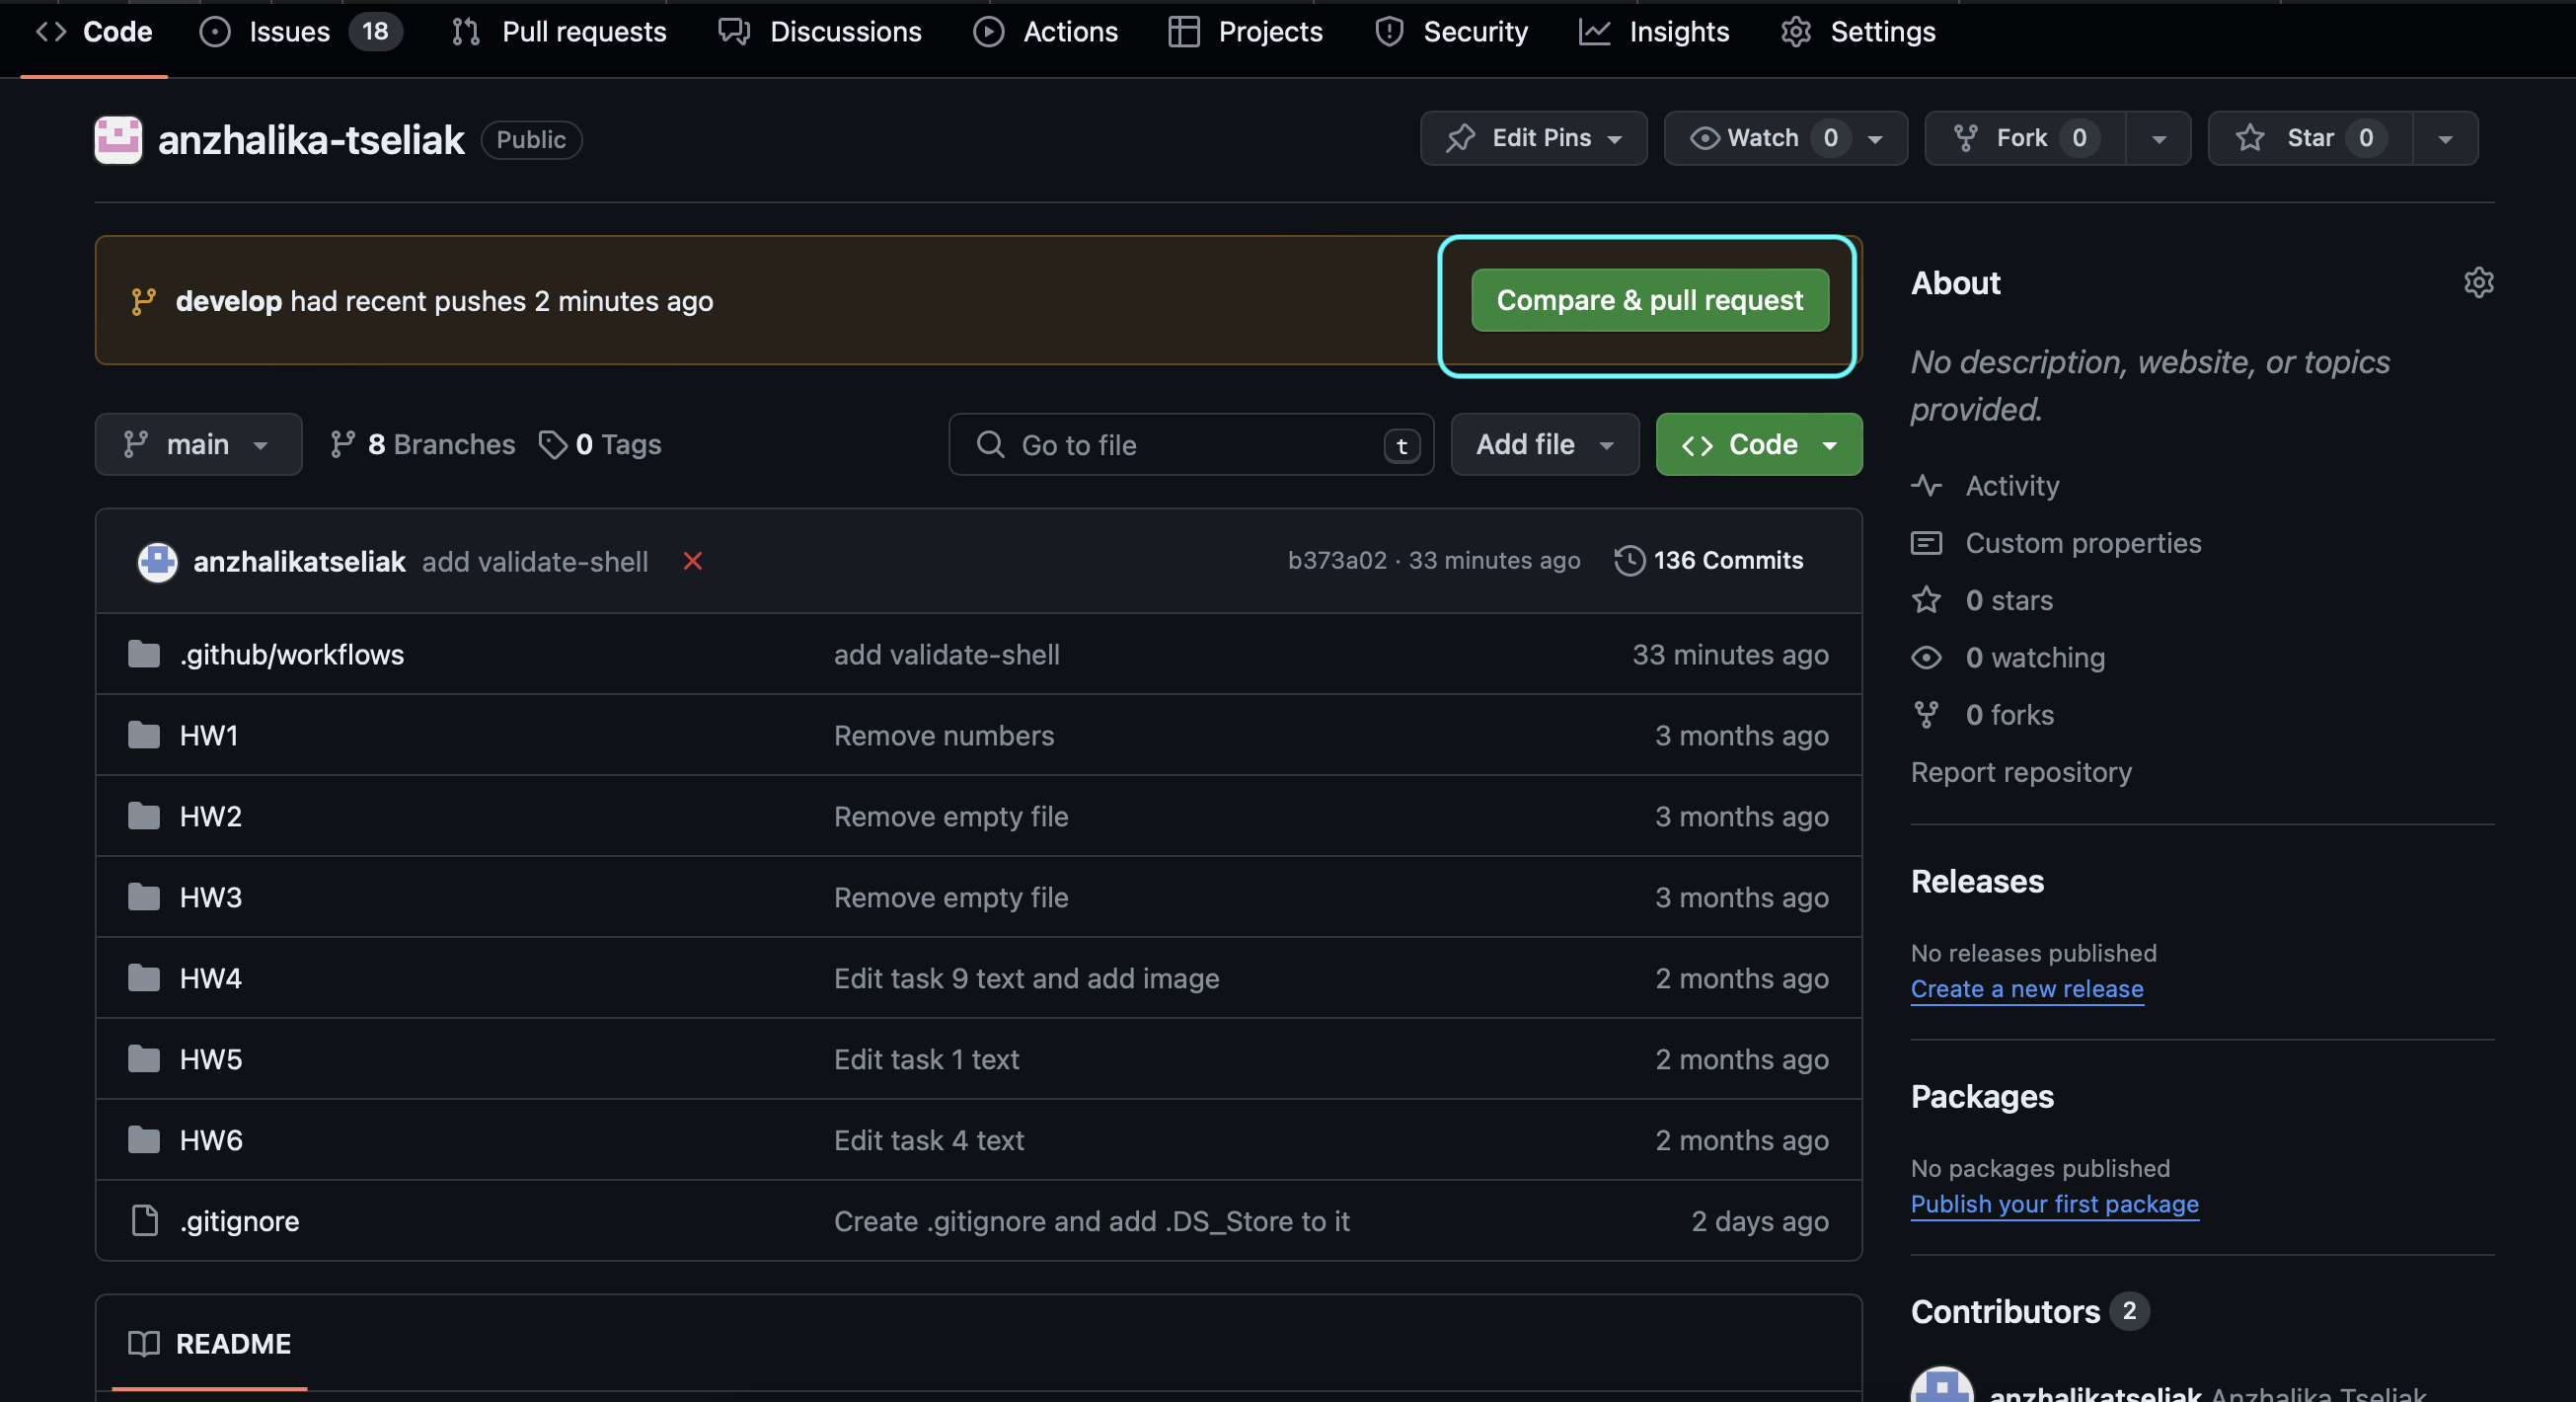 Code Issues 18 Pull requests Discussions Actions Projects Security Insights Settings
anzhalika-tseliak Public
Edit Pins Watch 0 Fork 0 Star 0
develop had recent pushes 2 minutes ago
Compare & pull request
main 8 Branches 0 Tags
Go to file t Add file Code
anzhalikatseliak add validate-shell b373a02 · 33 minutes ago 136 Commits
.github/workflows add validate-shell 33 minutes ago
HW1 Remove numbers 3 months ago
HW2 Remove empty file 3 months ago
HW3 Remove empty file 3 months ago
HW4 Edit task 9 text and add image 2 months ago
HW5 Edit task 1 text 2 months ago
HW6 Edit task 4 text 2 months ago
.gitignore Create .gitignore and add .DS_Store to it 2 days ago
README
About
No description, website, or topics
provided.
Activity
Custom properties
0 stars
0 watching
0 forks
Report repository
Releases
No releases published
Create a new release
Packages
No packages published
Publish your first package
Contributors 2
anzhalikatseliak Anzhalika Tseliak